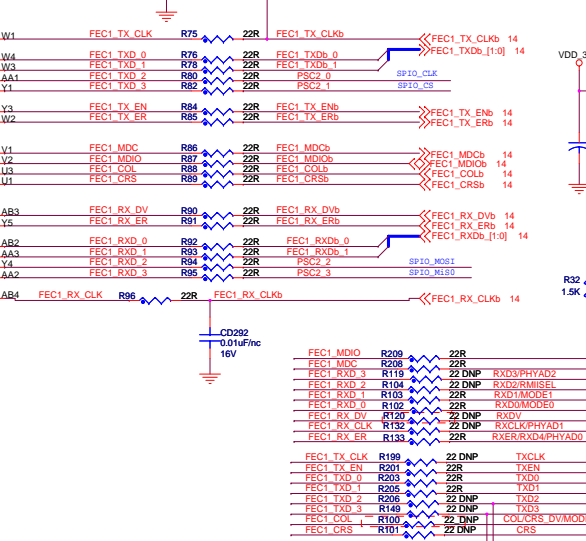 W1 FEC1_TX_CLK R75 22R FEC1_TX_CLKb FEC1_TX_CLKb 14
FEC1_TXDb_[1:0] 14
W4 FEC1_TXD_0 R76 22R FEC1_TXDb_0
W3 FEC1_TXD_1 R78 22R FEC1_TXDb_1
AA1 FEC1_TXD_2 R80 22R PSC2_0 SPIO_CLK
Y1 FEC1_TXD_3 R82 22R PSC2_1 SPIO_CS
VDD_3
Y3 FEC1_TX_EN R84 22R FEC1_TX_ENb FEC1_TX_ENb 14
W2 FEC1_TX_ER R85 22R FEC1_TX_ERb FEC1_TX_ERb 14
V1 FEC1_MDC R86 22R FEC1_MDCb FEC1_MDCb 14
V2 FEC1_MDIO R87 22R FEC1_MDIOb FEC1_MDIOb 14
U3 FEC1_COL R88 22R FEC1_COLb FEC1_COLb 14
U1 FEC1_CRS R89 22R FEC1_CRSb FEC1_CRSb 14
AB3 FEC1_RX_DV R90 22R FEC1_RX_DVb FEC1_RX_DVb 14
Y5 FEC1_RX_ER R91 22R FEC1_RX_ERb FEC1_RX_ERb 14
FEC1_RXDb_[1:0] 14
AB2 FEC1_RXD_0 R92 22R FEC1_RXDb_0
AA3 FEC1_RXD_1 R93 22R FEC1_RXDb_1
Y4 FEC1_RXD_2 R94 22R PSC2_2 SPIO_MOSI
AA2 FEC1_RXD_3 R95 22R PSC2_3 SPIO_MiS0
R32
1.5K
AB4 FEC1_RX_CLK R96 22R FEC1_RX_CLKb FEC1_RX_CLKb 14
CD292
0.01uF/nc
16V
FEC1_MDIO R209 22R
FEC1_MDC R208 22R
FEC1_RXD_3 R119 22 DNP RXD3/PHYAD2
FEC1_RXD_2 R104 22 DNP RXD2/RMIISEL
FEC1_RXD_1 R103 22R RXD1/MODE1
FEC1_RXD_0 R102 22R RXD0/MODE0
FEC1_RX_DV R120 22 DNP RXDV
FEC1_RX_CLK R132 22 DNP RXCLK/PHYAD1
FEC1_RX_ER R133 22R RXER/RXD4/PHYAD0
FEC1_TX_CLK R199 22 DNP TXCLK
FEC1_TX_EN R201 22R TXEN
FEC1_TXD_0 R203 22R TXD0
FEC1_TXD_1 R205 22R TXD1
FEC1_TXD_2 R206 22 DNP TXD2
FEC1_TXD_3 R149 22 DNP TXD3
FEC1_COL R100 22 DNP COL/CRS_DV/MOD
FEC1_CRS R101 22 DNP CRS